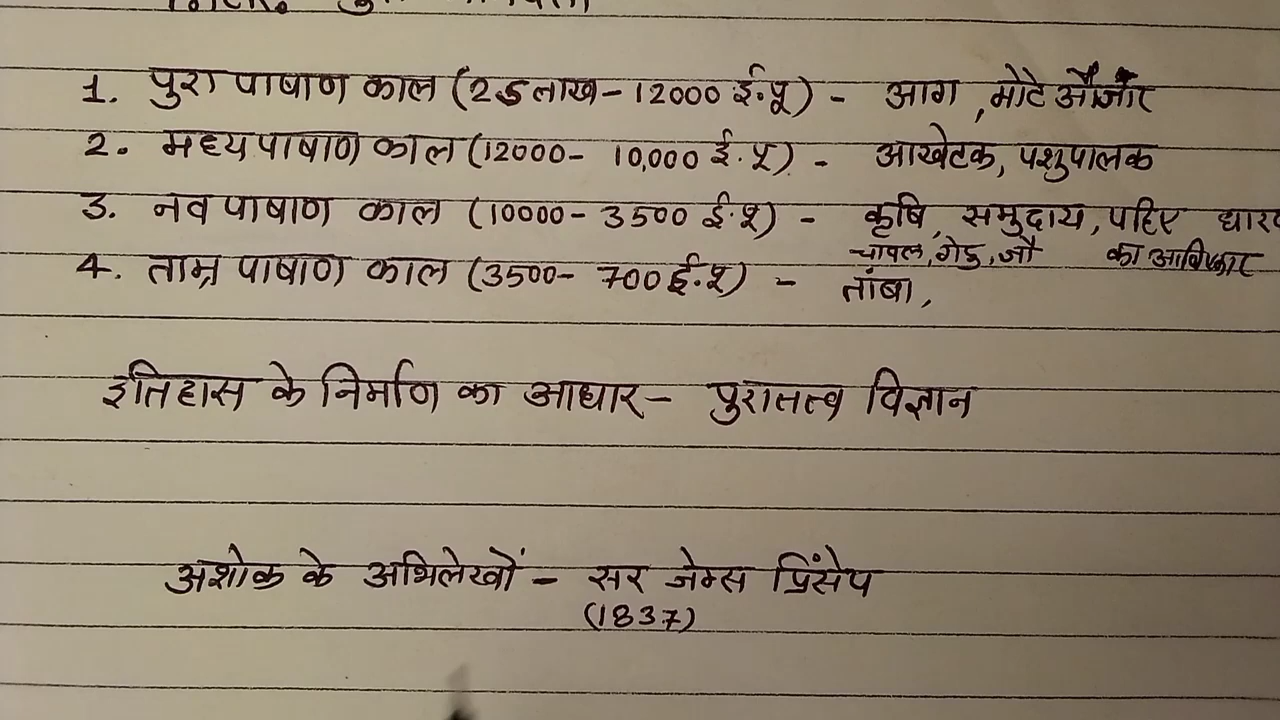 1. पुरा पाषाण काल (25 लाख - 12000 ई.पू) - आग, मोटे औजार
2. मध्य पाषाण काल (12000 - 10,000 ई.पू) - आखेटक, पशुपालक
3. नव पाषाण काल (10000 - 3500 ई.पू) - कृषि, समुदाय, पहिए
चावल, गेहु, जौ का आविष्कार
4. ताम्र पाषाण काल (3500 - 700 ई.पू) - तांबा,
इतिहास के निर्माण का आधार - पुरातत्व विज्ञान
अशोक के अभिलेखों - सर जेम्स प्रिंसेप
(1837)